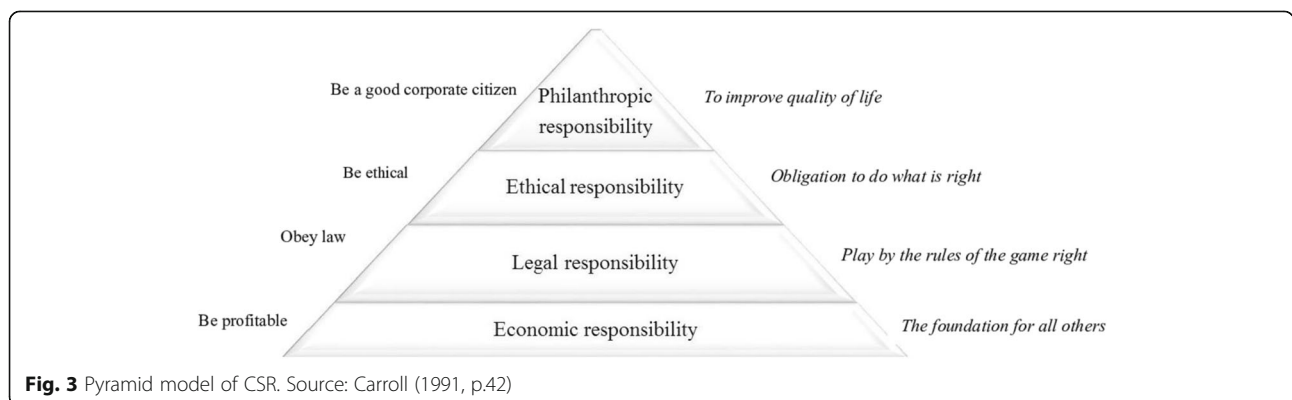 Be a good corporate citizen
Philanthropic
responsibility
To improve quality of life
Be ethical
Ethical responsibility
Obligation to do what is right
Obey law
Legal responsibility
Play by the rules of the game right
Be profitable
Economic responsibility
The foundation for all others
Fig. 3 Pyramid model of CSR. Source: Carroll (1991, p.42)